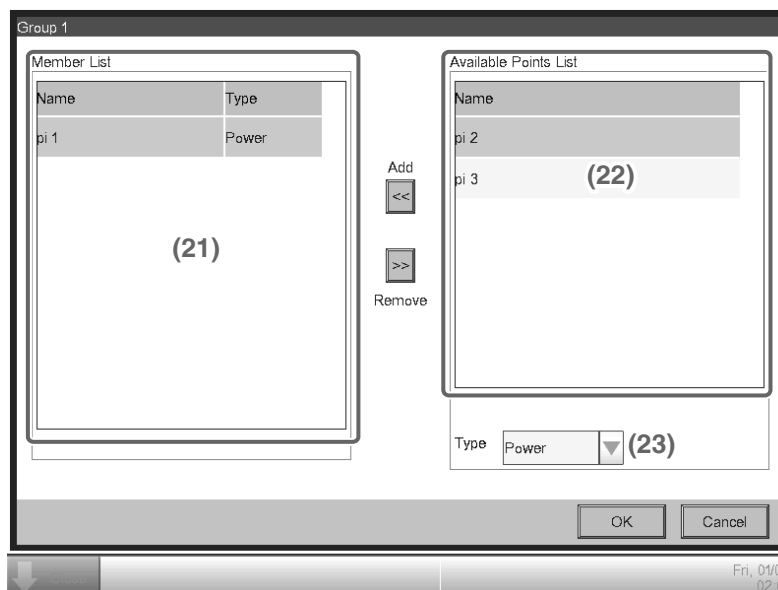 Group 1
Member List
Name Type
pi 1 Power
(21)
Add
<<
>>
Remove
Available Points List
Name
pi 2
pi 3
(22)
Type Power (23)
OK Cancel
Close
Fri, 01/0